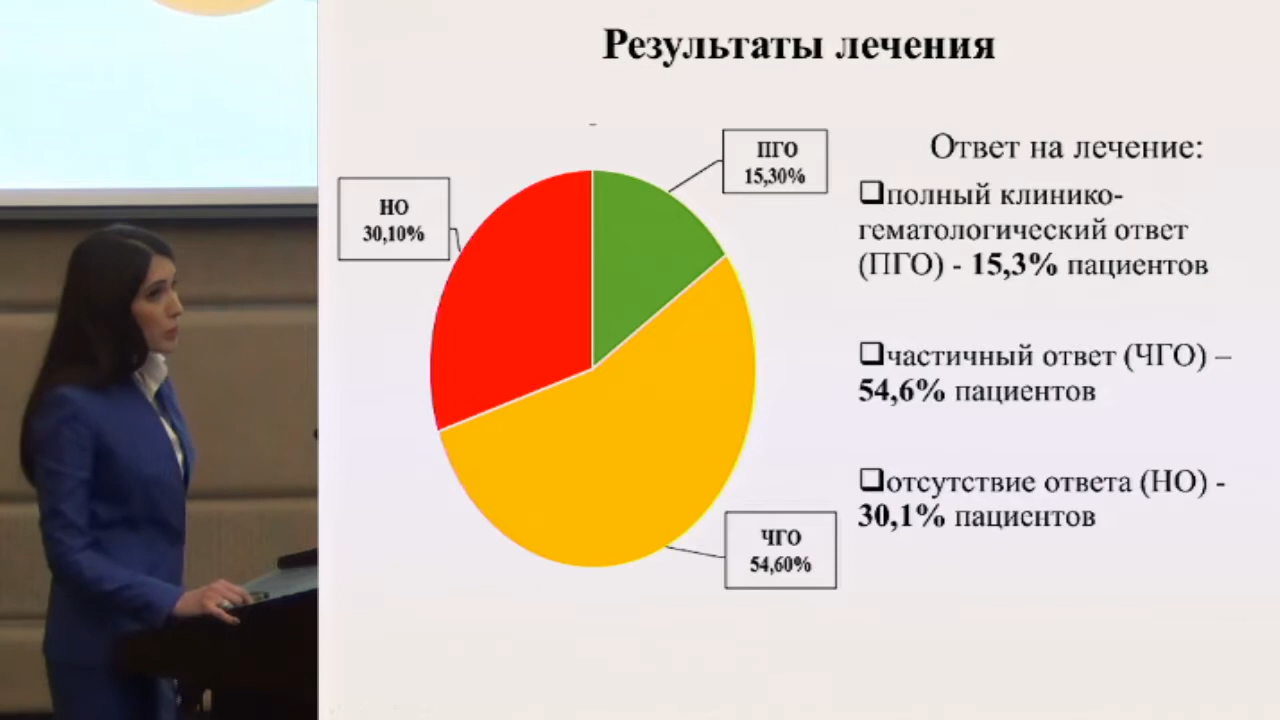 Результаты лечения
ПГО
15,30%
НО
30,10%
ЧГО
54,60%
Ответ на лечение:
полный клинико-
гематологический ответ
(ПГО) - 15,3% пациентов
частичный ответ (ЧГО) –
54,6% пациентов
отсутствие ответа (НО) -
30,1% пациентов